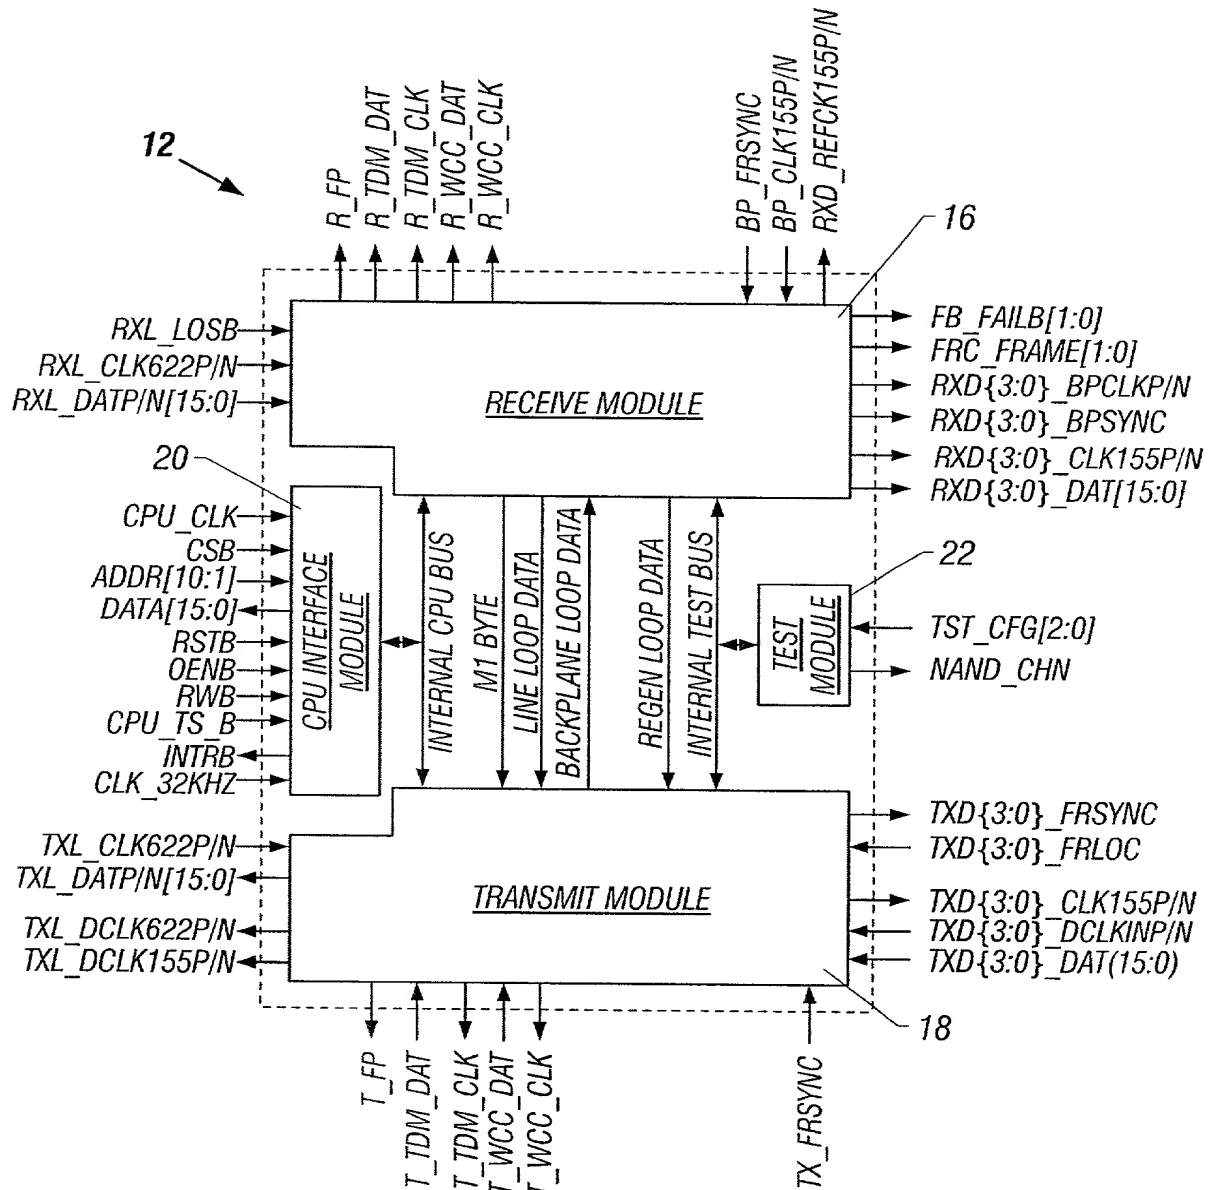 12
R_FP
R_TDM_DAT
R_TDM_CLK
R_WCC_DAT
R_WCC_CLK
BP_FRSYNC
BP_CLK155P/N
RXD_REFCK155P/N
16
RXL_LOSB
RXL_CLK622P/N
RXL_DATP/N[15:0]
RECEIVE MODULE
FB_FAILB[1:0]
FRC_FRAME[1:0]
RXD{3:0}_BPCLKP/N
RXD{3:0}_BPSYNC
RXD{3:0}_CLK155P/N
RXD{3:0}_DAT[15:0]
20
CPU_CLK
CSB
ADDR[10:1]
DATA[15:0]
RSTB
OENB
RWB
CPU_TS_B
INTRB
CLK_32KHZ
CPU INTERFACE
MODULE
INTERNAL CPU BUS
M1 BYTE
LINE LOOP DATA
BACKPLANE LOOP DATA
REGEN LOOP DATA
INTERNAL TEST BUS
TEST
MODULE
22
TST_CFG[2:0]
NAND_CHN
TXL_CLK622P/N
TXL_DATP/N[15:0]
TXL_DCLK622P/N
TXL_DCLK155P/N
TRANSMIT MODULE
TXD{3:0}_FRSYNC
TXD{3:0}_FRLOC
TXD{3:0}_CLK155P/N
TXD{3:0}_DCLKINP/N
TXD{3:0}_DAT(15:0)
18
T_FP
T_TDM_DAT
T_TDM_CLK
T_WCC_DAT
T_WCC_CLK
TX_FRSYNC